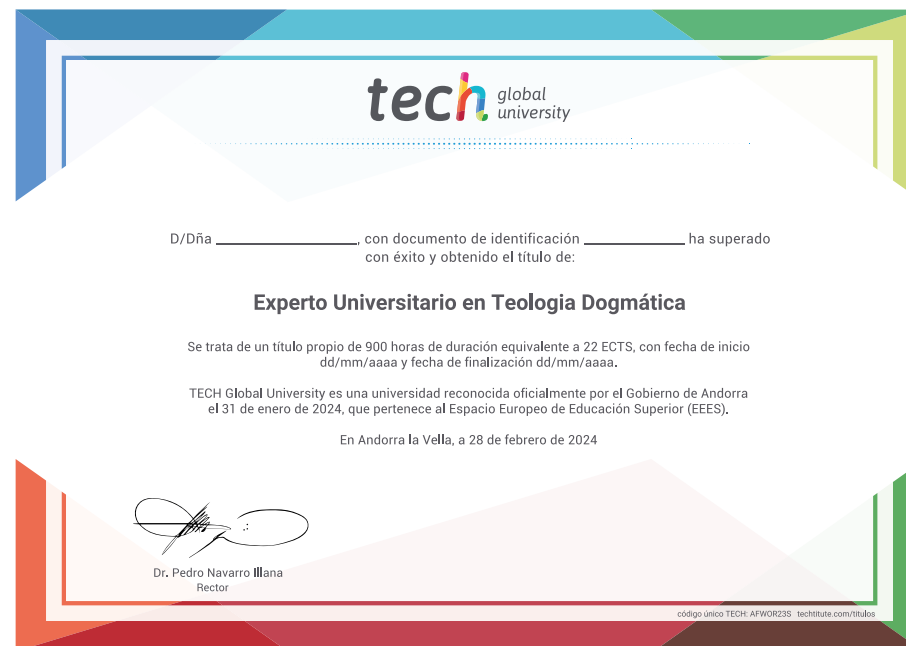 tech global university
D/Dña ____________, con documento de identificación ____________ ha superado
con éxito y obtenido el título de:
Experto Universitario en Teologia Dogmática
Se trata de un título propio de 900 horas de duración equivalente a 22 ECTS, con fecha de inicio
dd/mm/aaaa y fecha de finalización dd/mm/aaaa.
TECH Global University es una universidad reconocida oficialmente por el Gobierno de Andorra
el 31 de enero de 2024, que pertenece al Espacio Europeo de Educación Superior (EEES).
En Andorra la Vella, a 28 de febrero de 2024
Dr. Pedro Navarro Illana
Rector
código único TECH: AFWOR23S techtitute.com/titulos